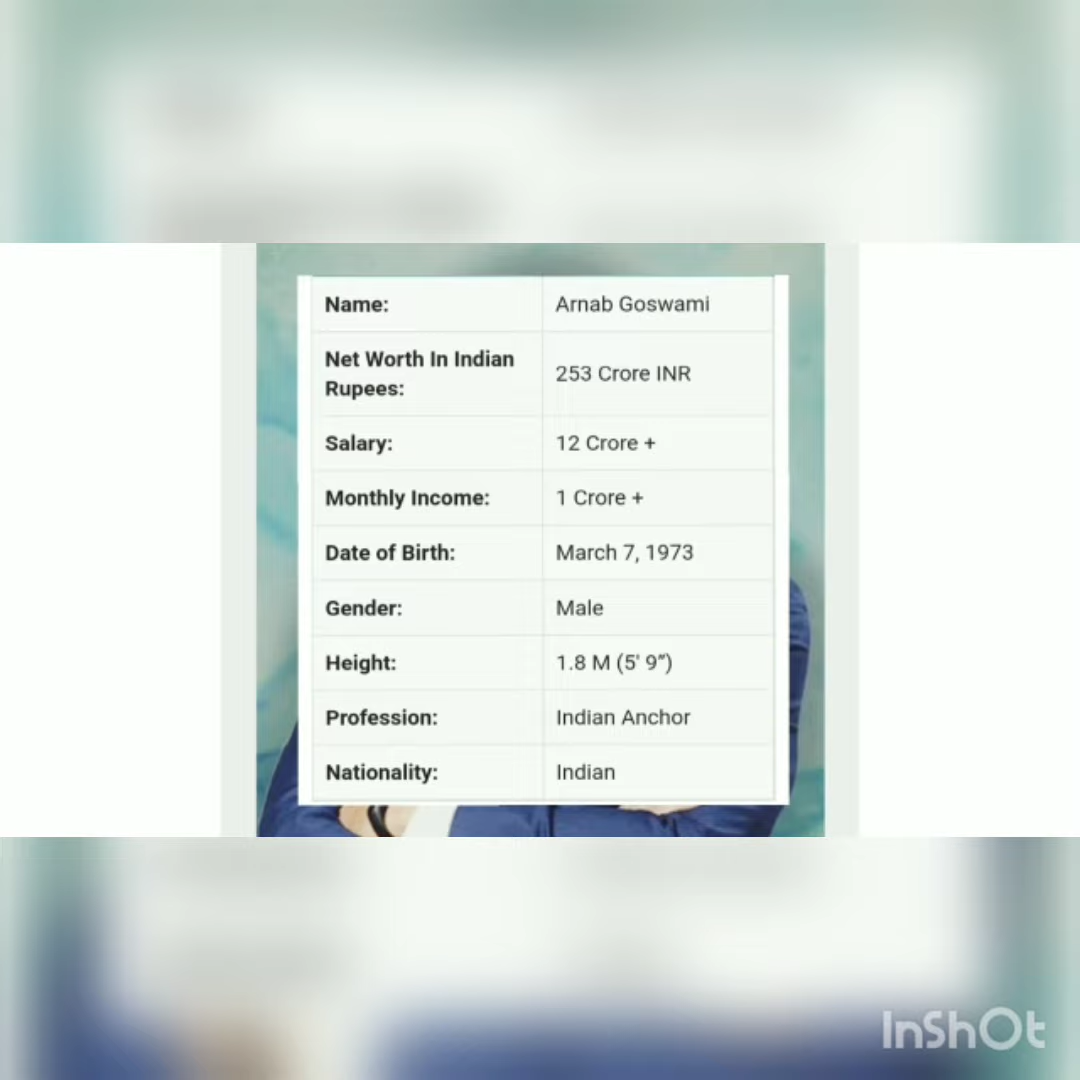 Name: Arnab Goswami
Net Worth In Indian
Rupees: 253 Crore INR
Salary: 12 Crore +
Monthly Income: 1 Crore +
Date of Birth: March 7, 1973
Gender: Male
Height: 1.8 M (5' 9”)
Profession: Indian Anchor
Nationality: Indian
InShOt